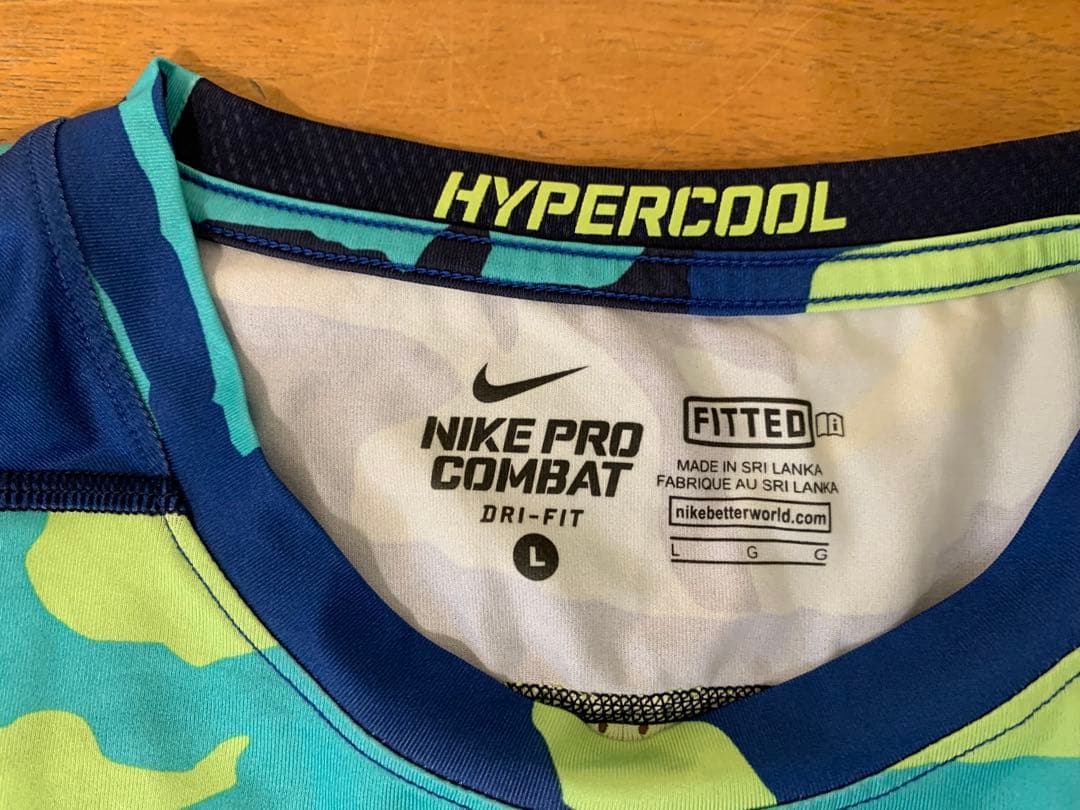 HYPERCOOL
NIKE PRO
COMBAT
DRI-FIT
L
FITTED
MADE IN SRI LANKA
FABRIQUE AU SRI LANKA
nikebetterworld.com
L G G